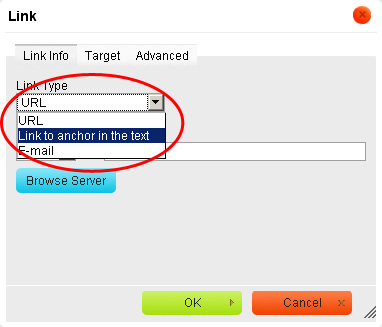 Link
Link Info Target Advanced
Link Type
URL
URL
Link to anchor in the text
E-mail
Browse Server
OK Cancel